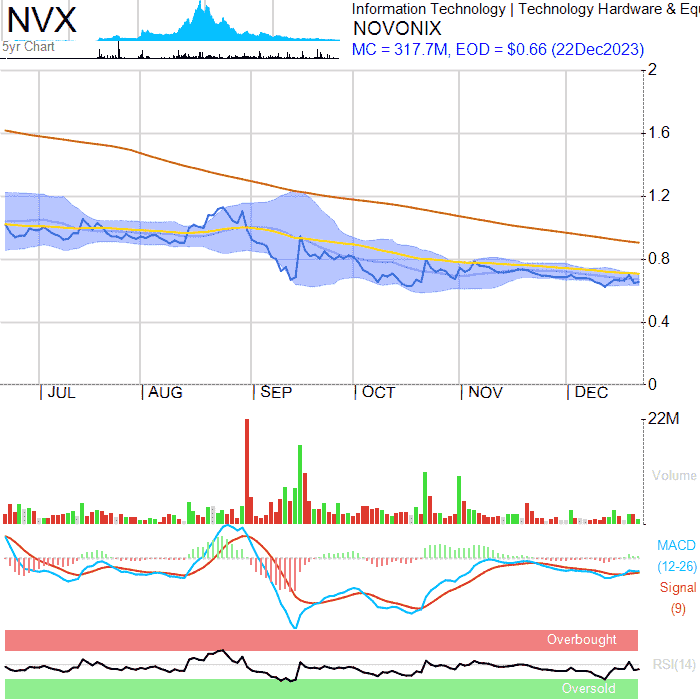 NVX
5yr Chart
Information Technology | Technology Hardware & Equ
NOVONIX
MC = 317.7M, EOD = $0.66 (22Dec2023)
2
1.6
1.2
0.8
0.4
0
| JUL | AUG | SEP | OCT | NOV | DEC
22M
Volume
MACD
(12-26)
Signal
(9)
Overbought
RSI(14)
Oversold